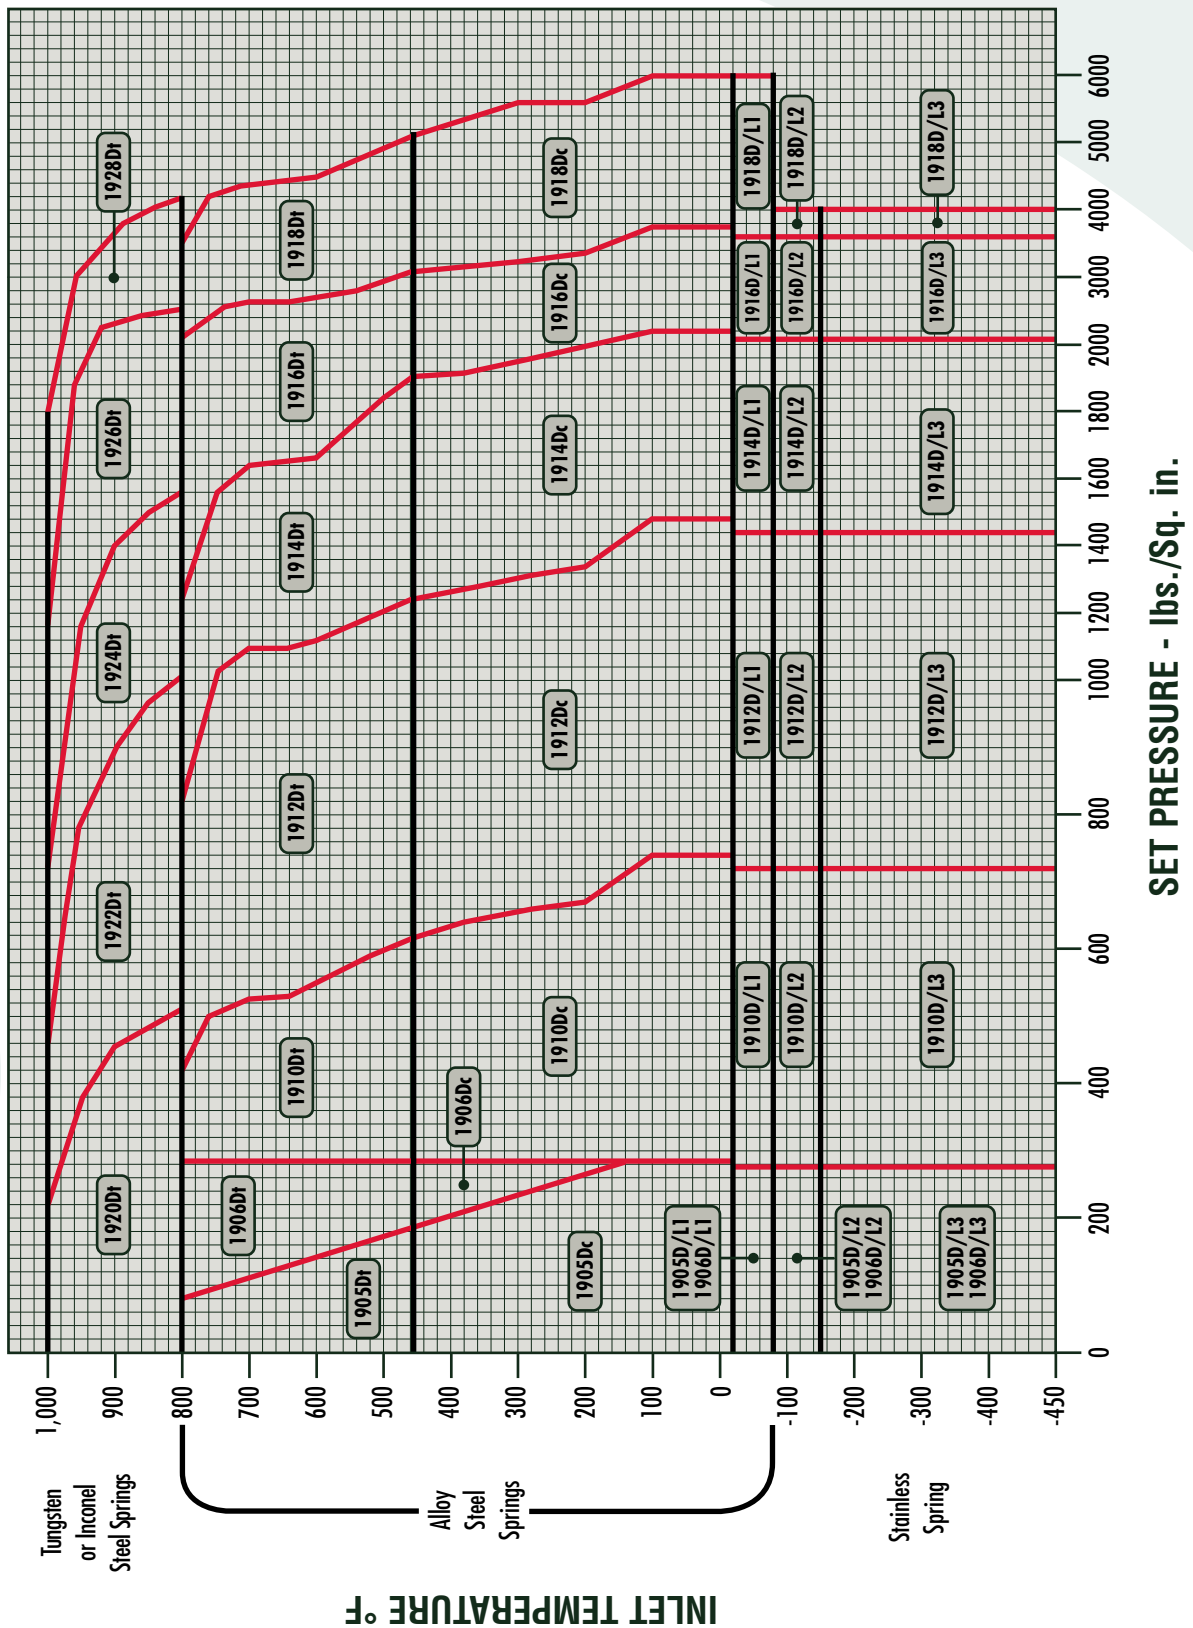 Tungsten
or Inconel
Steel Springs
Alloy
Steel
Springs
Stainless
Spring
INLET TEMPERATURE °F
1,000
900
800
700
600
500
400
300
200
100
0
-100
-200
-300
-400
-450
1920Dt
1922Dt
1924Dt
1926Dt
1928Dt
1906Dt
1905Dt
1910Dt
1912Dt
1914Dt
1916Dt
1918Dt
1906Dc
1905Dc
1910Dc
1912Dc
1914Dc
1916Dc
1918Dc
1905D/L1
1906D/L1
1910D/L1
1912D/L1
1914D/L1
1916D/L1
1918D/L1
1905D/L2
1906D/L2
1910D/L2
1912D/L2
1914D/L2
1916D/L2
1918D/L2
1905D/L3
1906D/L3
1910D/L3
1912D/L3
1914D/L3
1916D/L3
1918D/L3
0
200
400
600
800
1000
1200
1400
1600
1800
2000
3000
4000
5000
6000
SET PRESSURE - lbs./Sq. in.